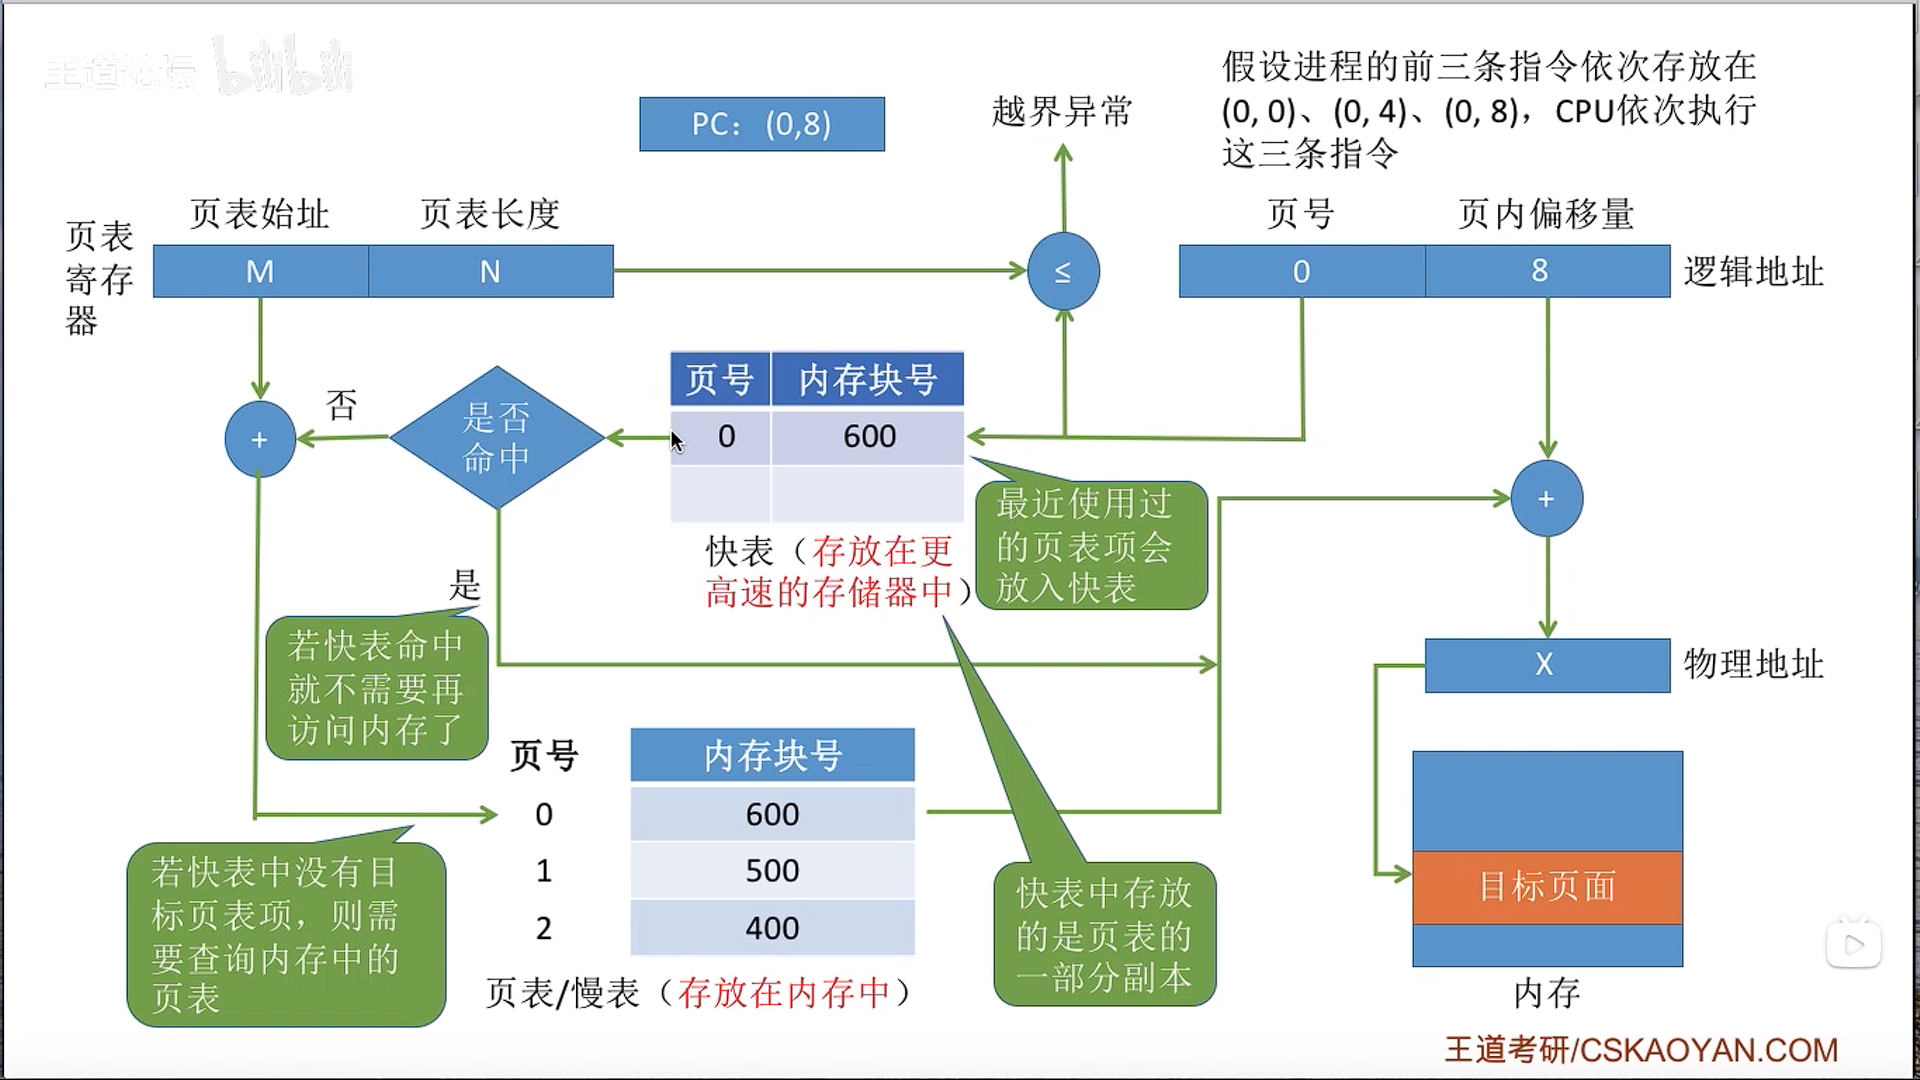 王道论坛 bilibili
假设进程的前三条指令依次存放在
(0, 0)、(0, 4)、(0, 8)，CPU依次执行
这三条指令
PC：(0,8)
越界异常
页表始址
页表长度
页号
页内偏移量
页表
寄存
器
M
N
≤
0
8
逻辑地址
页号
内存块号
0
600
是否
命中
否
+
+
最近使用过
的页表项会
放入快表
快表（存放在更
高速的存储器中）
是
若快表命中
就不需要再
访问内存了
X
物理地址
页号
内存块号
0
600
1
500
2
400
页表/慢表（存放在内存中）
若快表中没有目
标页表项，则需
要查询内存中的
页表
快表中存放
的是页表的
一部分副本
目标页面
内存
王道考研/CSKAOYAN.COM